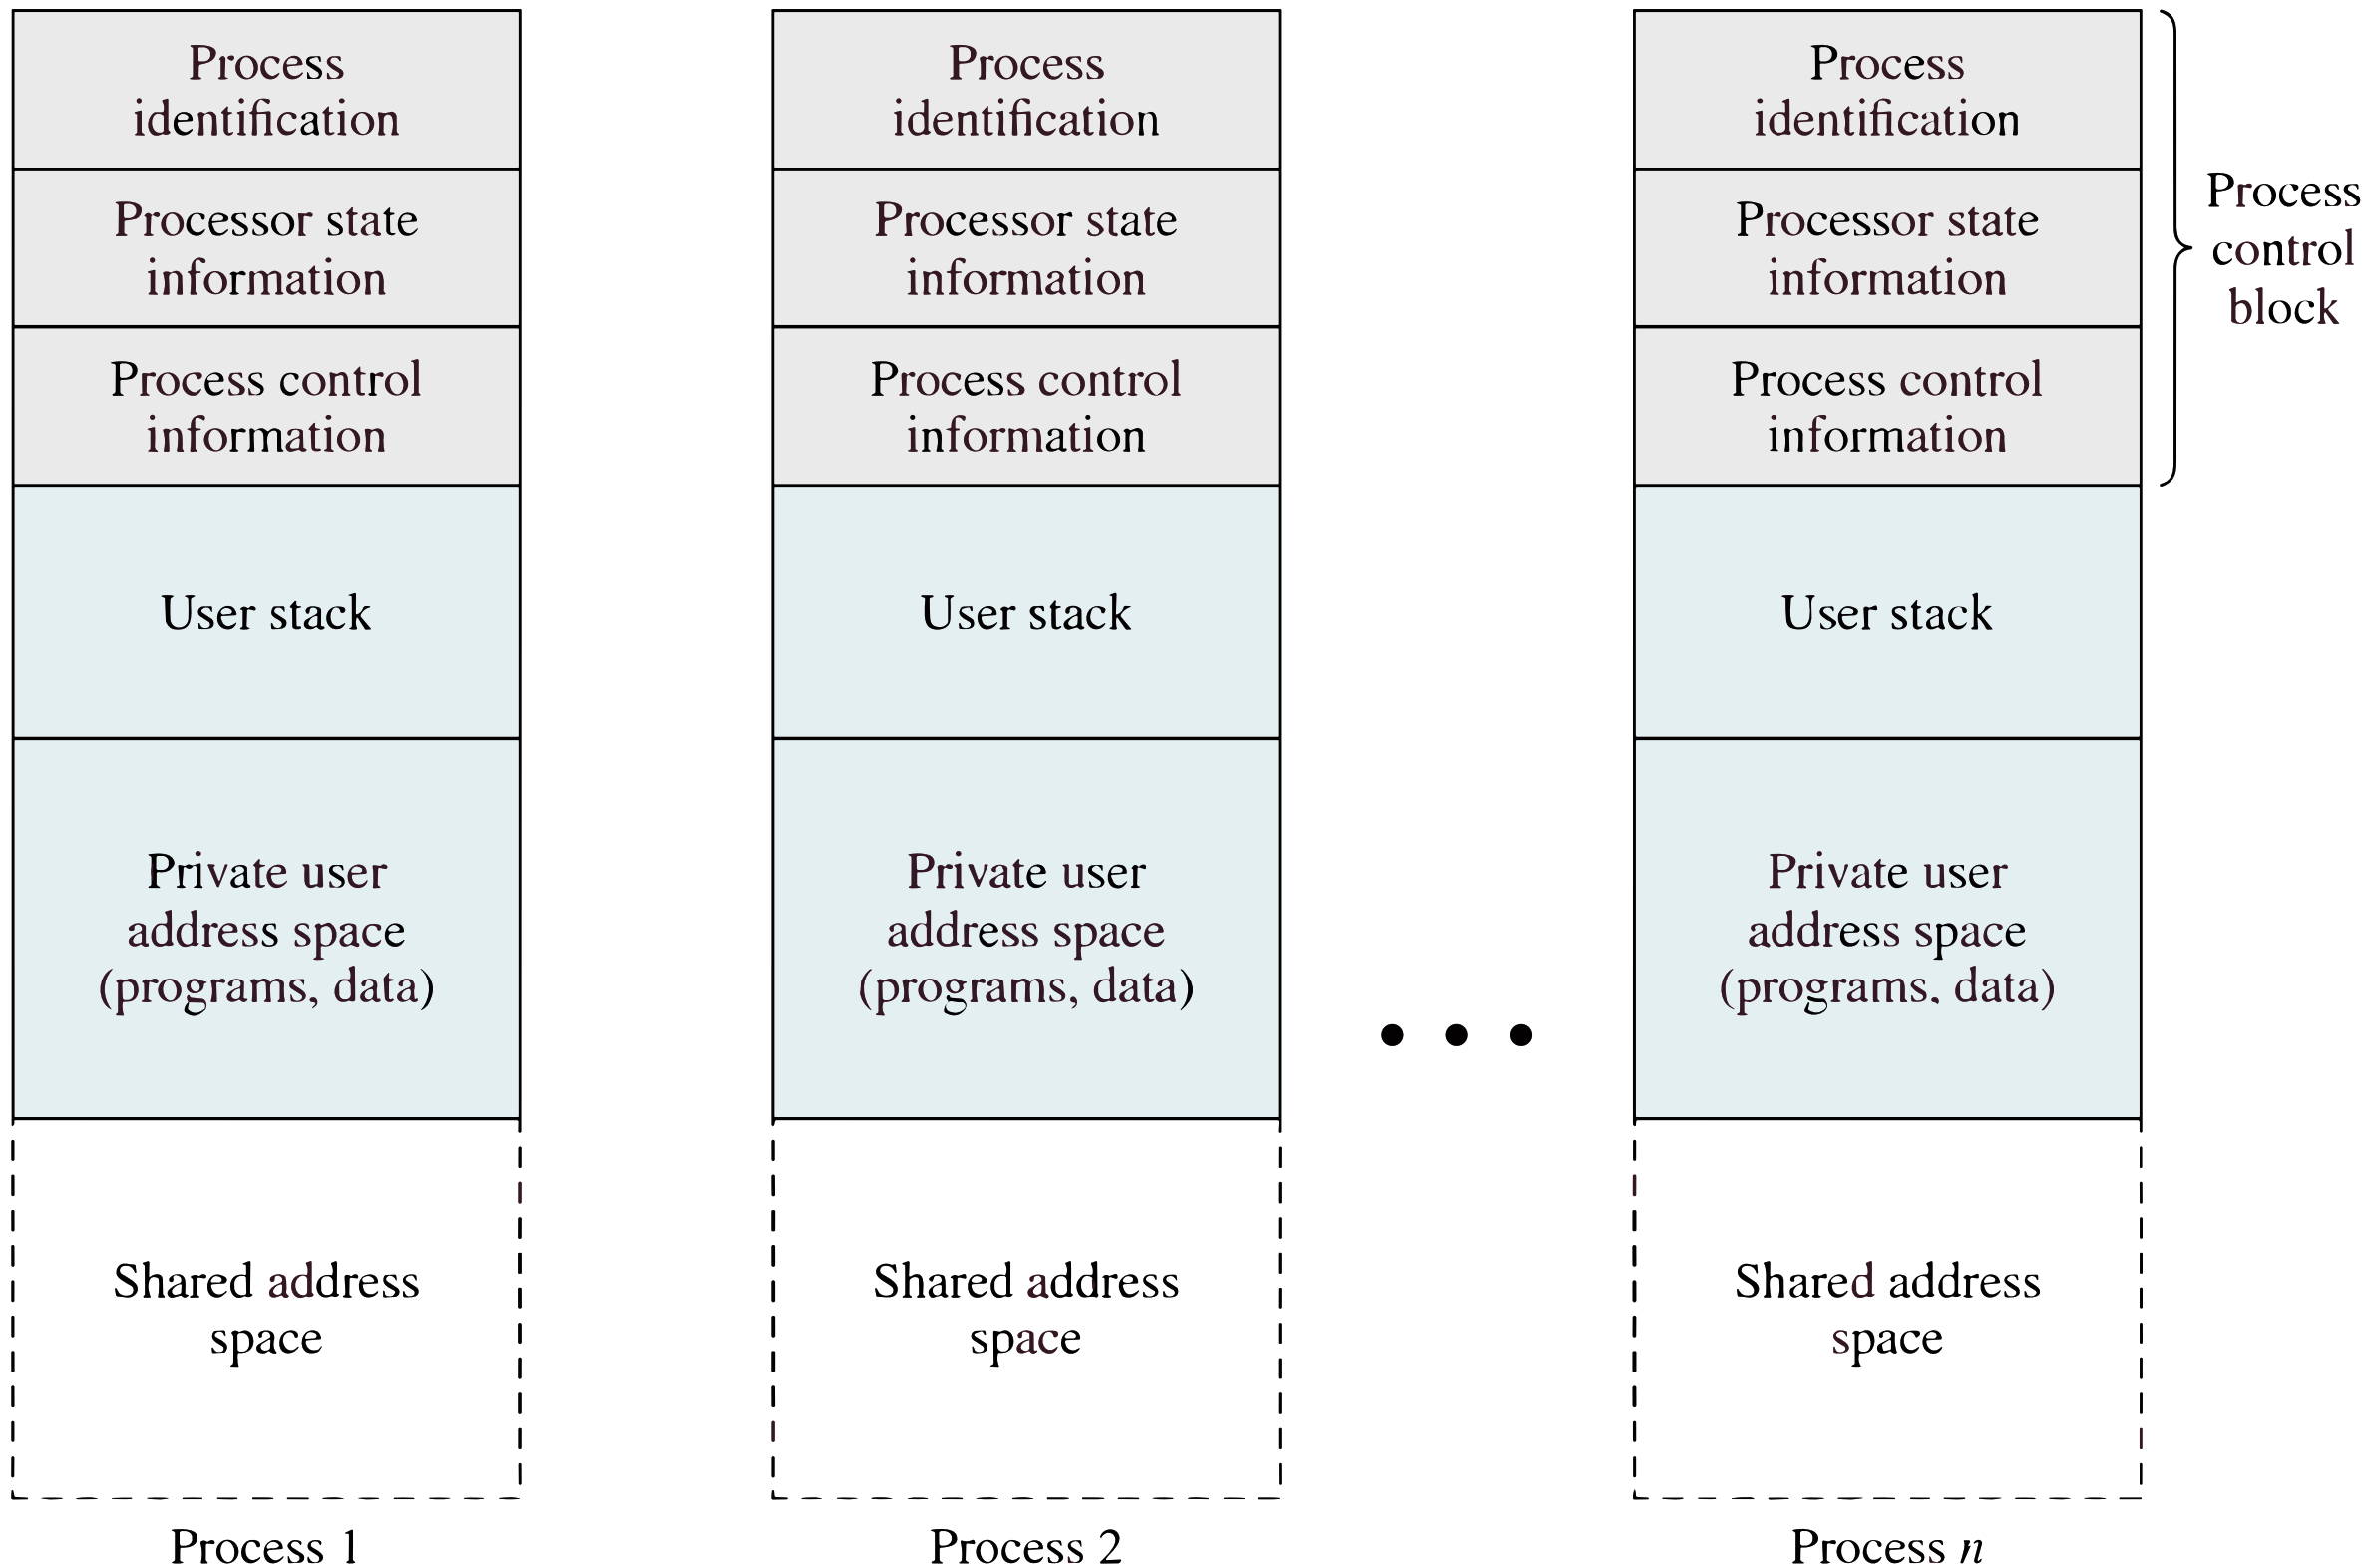 Process
identification
Processor state
information
Process control
information
User stack
Private user
address space
(programs, data)
Shared address
space
Process 1
Process
identification
Processor state
information
Process control
information
User stack
Private user
address space
(programs, data)
Shared address
space
Process 2
Process
identification
Processor state
information
Process control
information
User stack
Private user
address space
(programs, data)
Shared address
space
Process n
Process
control
block